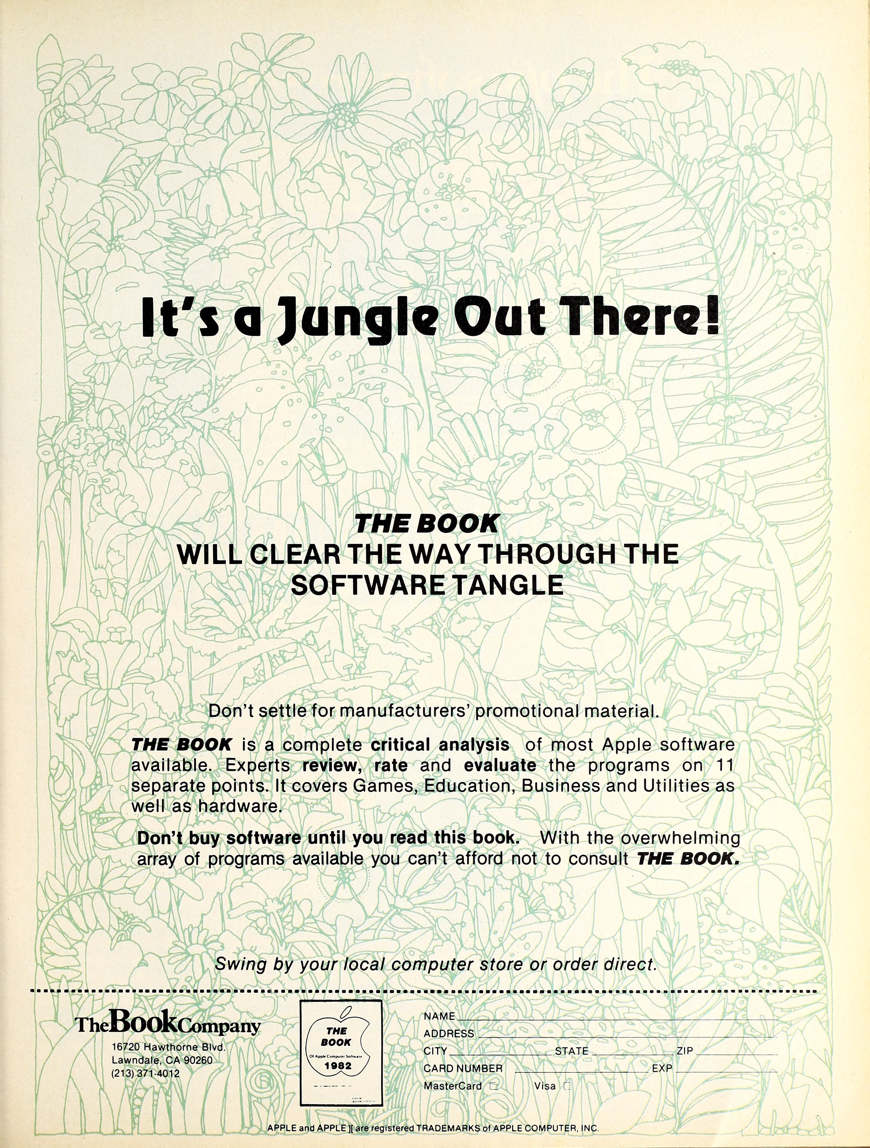 It's a Jungle Out There!
THE BOOK
WILL CLEAR THE WAY THROUGH THE
SOFTWARE TANGLE
Don't settle for manufacturers' promotional material.
THE BOOK is a complete critical analysis of most Apple software
available. Experts review, rate and evaluate the programs on 11
separate points. It covers Games, Education, Business and Utilities as
well as hardware.
Don't buy software until you read this book. With the overwhelming
array of programs available you can't afford not to consult THE BOOK.
Swing by your local computer store or order direct.
TheBookCompany
16720 Hawthorne Blvd.
Lawndale, CA 90260
(213) 371-4012
THE
BOOK
Of Apple Computer Software
1982
NAME
ADDRESS
CITY STATE ZIP
CARD NUMBER EXP
MasterCard Visa
APPLE and APPLE ][ are registered TRADEMARKS of APPLE COMPUTER, INC.